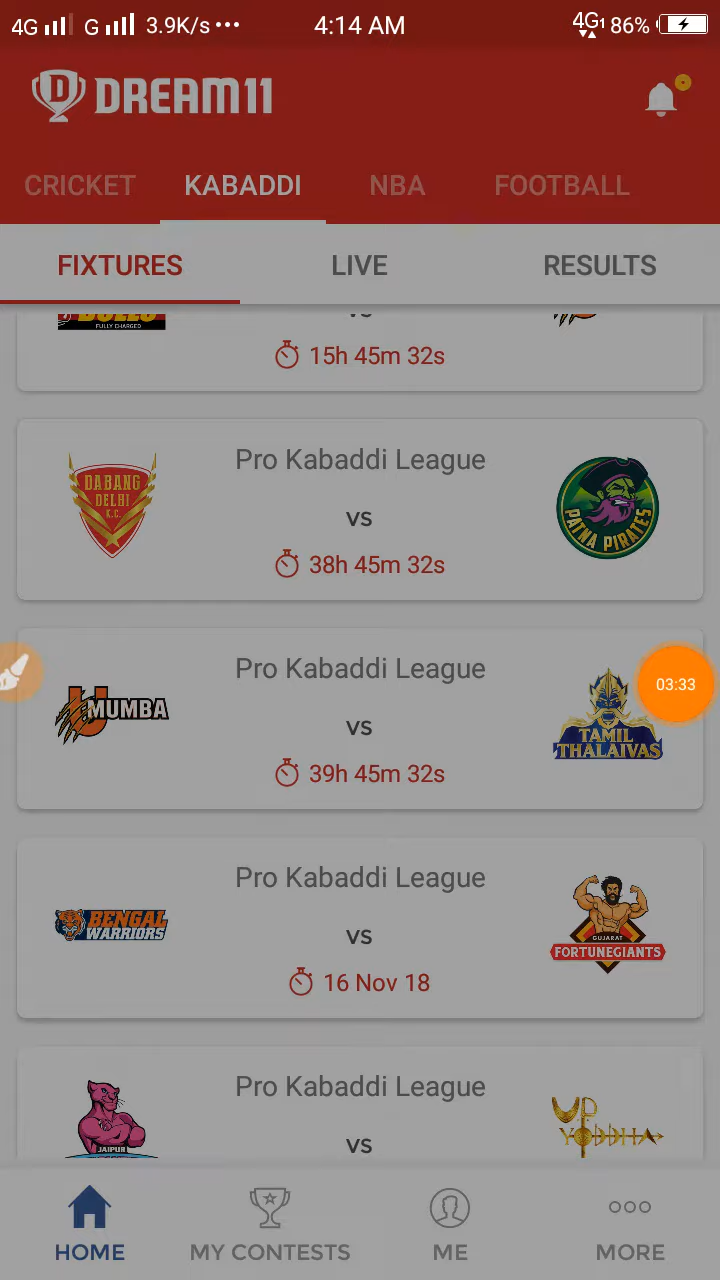 4G G 3.9K/s ••• 4:14 AM 4G1 86%
DREAM11
CRICKET KABADDI NBA FOOTBALL
FIXTURES LIVE RESULTS
FULLY CHARGED
15h 45m 32s
Pro Kabaddi League
DABANG DELHI K.C.
vs
PATNA PIRATES
38h 45m 32s
Pro Kabaddi League
03:33
U MUMBA
vs
TAMIL THALAIVAS
39h 45m 32s
Pro Kabaddi League
BENGAL WARRIORS
vs
GUJARAT FORTUNEGIANTS
16 Nov 18
Pro Kabaddi League
JAIPUR
vs
UP YODDHA
HOME MY CONTESTS ME MORE